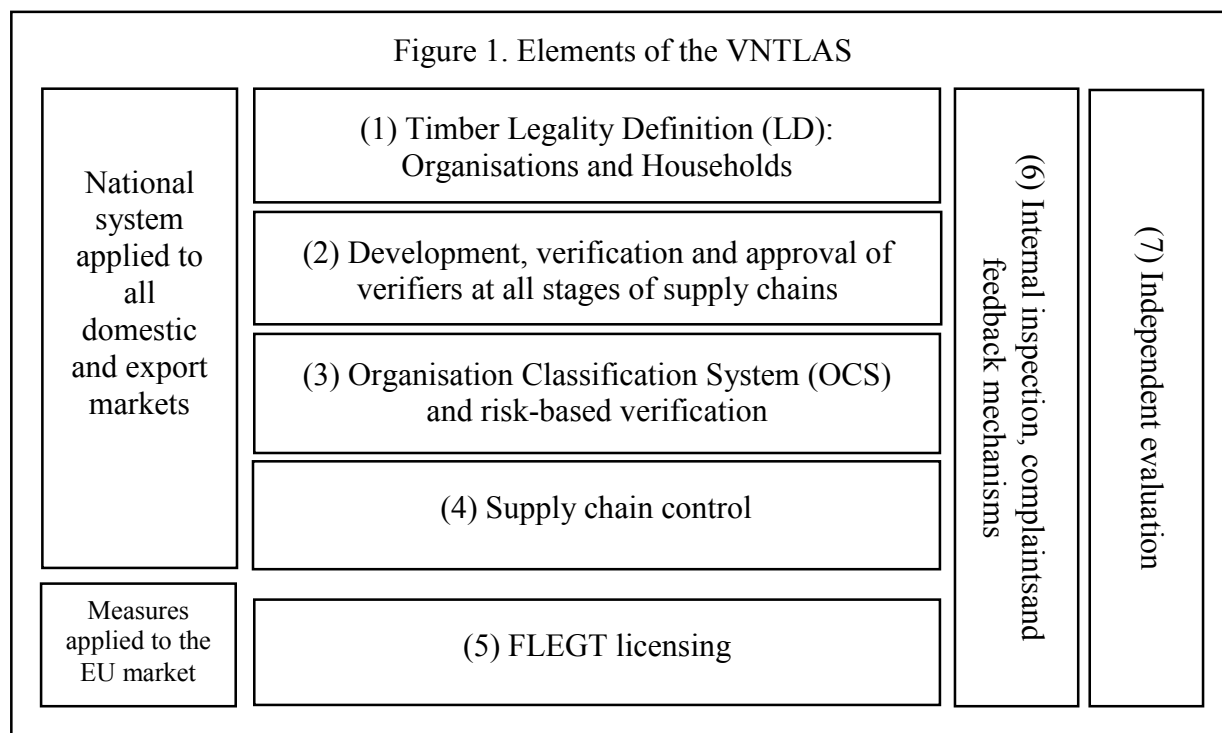 Figure 1. Elements of the VNTLAS
National
system
applied to
all
domestic
and export
markets
(1) Timber Legality Definition (LD):
Organisations and Households
(2) Development, verification and approval of
verifiers at all stages of supply chains
(3) Organisation Classification System (OCS)
and risk-based verification
(4) Supply chain control
Measures
applied to the
EU market
(5) FLEGT licensing
(6) Internal inspection, complaintsand
feedback mechanisms
(7) Independent evaluation